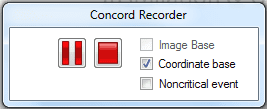 Concord Recorder
Image Base
Coordinate base
Noncritical event